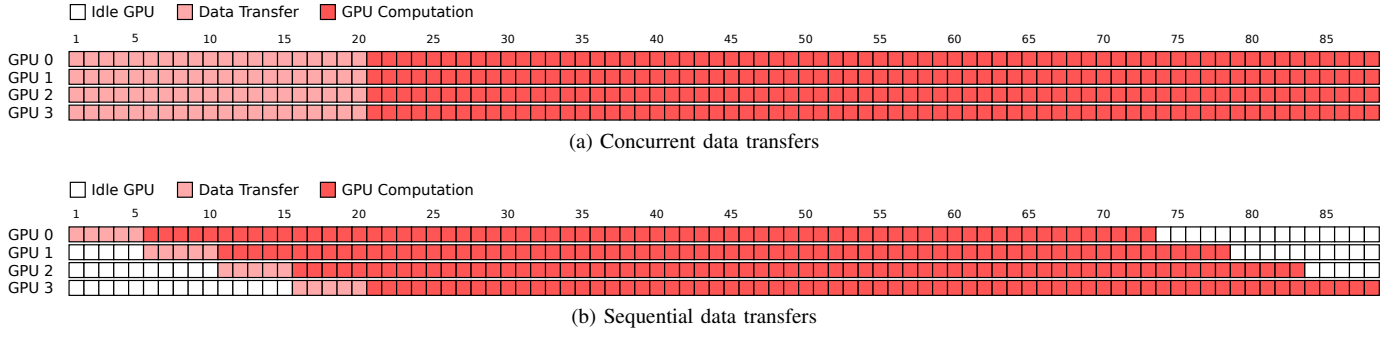 Idle GPU Data Transfer GPU Computation
1 5 10 15 20 25 30 35 40 45 50 55 60 65 70 75 80 85
GPU 0
GPU 1
GPU 2
GPU 3
(a) Concurrent data transfers
Idle GPU Data Transfer GPU Computation
1 5 10 15 20 25 30 35 40 45 50 55 60 65 70 75 80 85
GPU 0
GPU 1
GPU 2
GPU 3
(b) Sequential data transfers